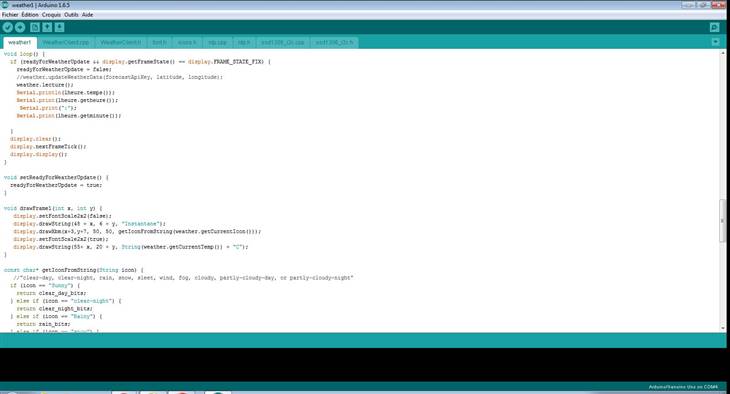 weather1 | Arduino 1.6.5
Fichier Édition Croquis Outils Aide
weather1 WeatherClient.cpp WeatherClient.h font.h icons.h ntp.cpp ntp.h ssd1306_i2c.cpp ssd1306_i2c.h
void loop() {
if (readyForWeatherUpdate && display.getFrameState() == display.FRAME_STATE_FIX) {
readyForWeatherUpdate = false;
//weather.updateWeatherData(forecastApiKey, latitude, longitude);
weather.lecture();
Serial.println(lheure.temps());
Serial.print(lheure.getheure());
Serial.print(":");
Serial.print(lheure.getminute());
}
display.clear();
display.nextFrameTick();
display.display();
}
void setReadyForWeatherUpdate() {
readyForWeatherUpdate = true;
}
void drawFrame1(int x, int y) {
display.setFontScale2x2(false);
display.drawString(48 + x, 6 + y, "Instantane");
display.drawXbm(x+3,y+7, 50, 50, getIconFromString(weather.getCurrentIcon()));
display.setFontScale2x2(true);
display.drawString(55+ x, 20 + y, String(weather.getCurrentTemp()) + "C");
}
const char* getIconFromString(String icon) {
//"clear-day, clear-night, rain, snow, sleet, wind, fog, cloudy, partly-cloudy-day, or partly-cloudy-night"
if (icon == "Sunny") {
return clear_day_bits;
} else if (icon == "clear-night") {
return clear_night_bits;
} else if (icon == "Rainy") {
return rain_bits;
} else if (icon ==
Arduino/Genuino Uno on COM4